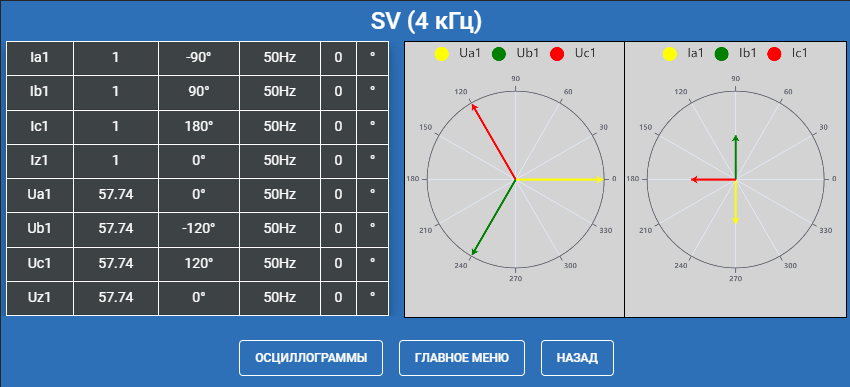 SV (4 кГц)
Ia1 1 -90° 50Hz 0 °
Ib1 1 90° 50Hz 0 °
Ic1 1 180° 50Hz 0 °
Iz1 1 0° 50Hz 0 °
Ua1 57.74 0° 50Hz 0 °
Ub1 57.74 -120° 50Hz 0 °
Uc1 57.74 120° 50Hz 0 °
Uz1 57.74 0° 50Hz 0 °
Ua1 Ub1 Uc1
90
120 60
150 30
180 0
210 330
240 300
270
Ia1 Ib1 Ic1
90
120 60
150 30
180 0
210 330
240 300
270
ОСЦИЛЛОГРАММЫ ГЛАВНОЕ МЕНЮ НАЗАД